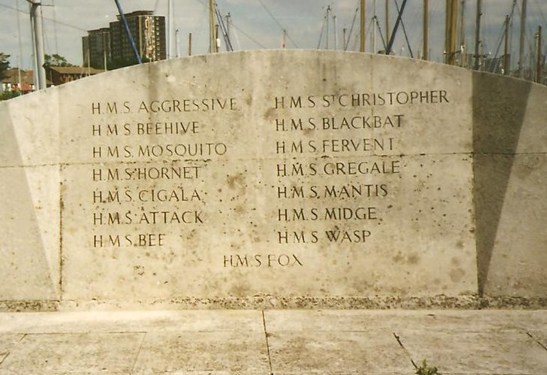 H.M.S. AGGRESSIVE
H.M.S. BEEHIVE
H.M.S. MOSQUITO
H.M.S. HORNET
H.M.S. CIGALA
H.M.S. ATTACK
H.M.S. BEE
H.M.S. ST CHRISTOPHER
H.M.S. BLACKBAT
H.M.S. FERVENT
H.M.S. GREGALE
H.M.S. MANTIS
H.M.S. MIDGE
H.M.S. WASP
H.M.S. FOX